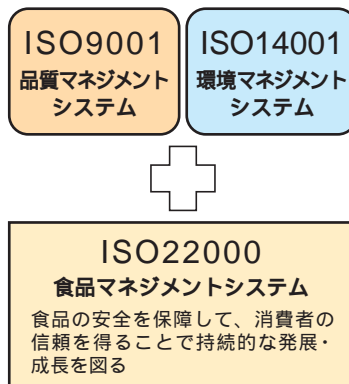 ISO9001
品質マネジメント
システム
ISO14001
環境マネジメント
システム
ISO22000
食品マネジメントシステム
食品の安全を保障して、消費者の
信頼を得ることで持続的な発展・
成長を図る